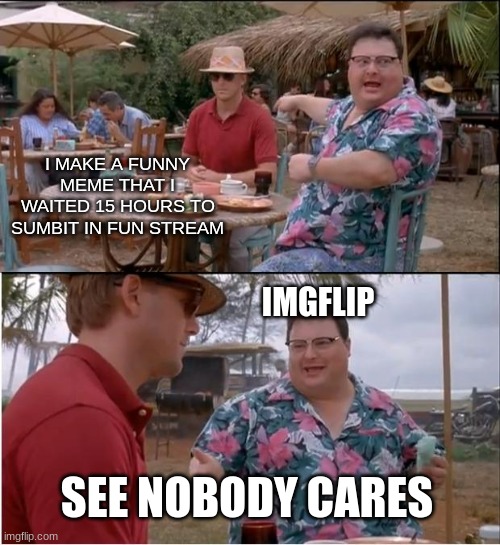 I MAKE A FUNNY
MEME THAT I
WAITED 15 HOURS TO
SUMBIT IN FUN STREAM
IMGFLIP
SEE NOBODY CARES
imgflip.com